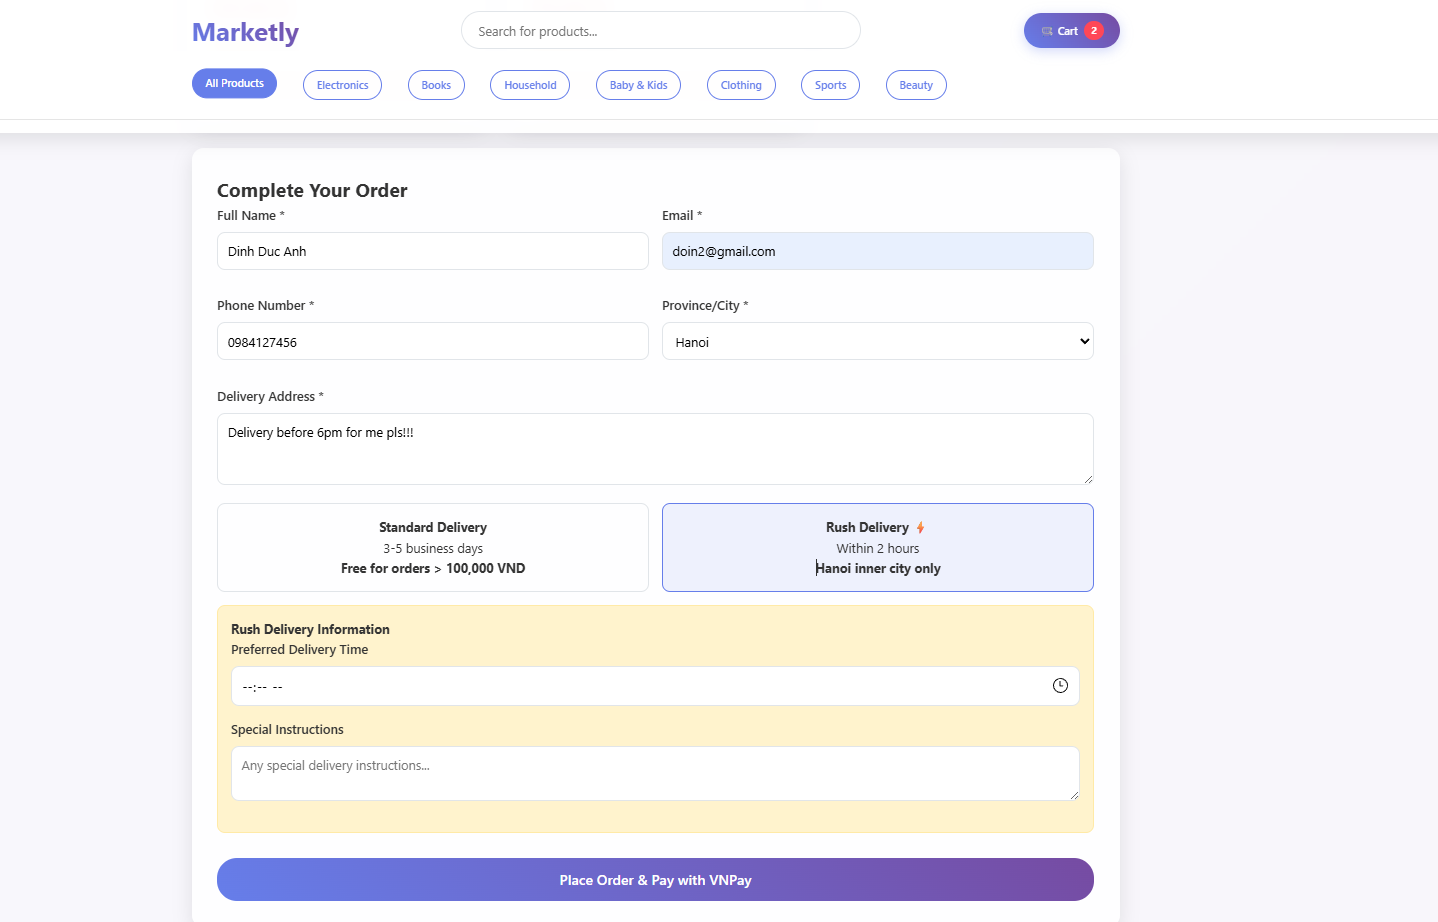 Marketly
Search for products...
Cart 2
All Products
Electronics
Books
Household
Baby & Kids
Clothing
Sports
Beauty
Complete Your Order
Full Name *
Email *
Dinh Duc Anh
doin2@gmail.com
Phone Number *
Province/City *
0984127456
Hanoi
Delivery Address *
Delivery before 6pm for me pls!!!
Standard Delivery
3-5 business days
Free for orders > 100,000 VND
Rush Delivery ⚡
Within 2 hours
Hanoi inner city only
Rush Delivery Information
Preferred Delivery Time
--:-- --
Special Instructions
Any special delivery instructions...
Place Order & Pay with VNPay